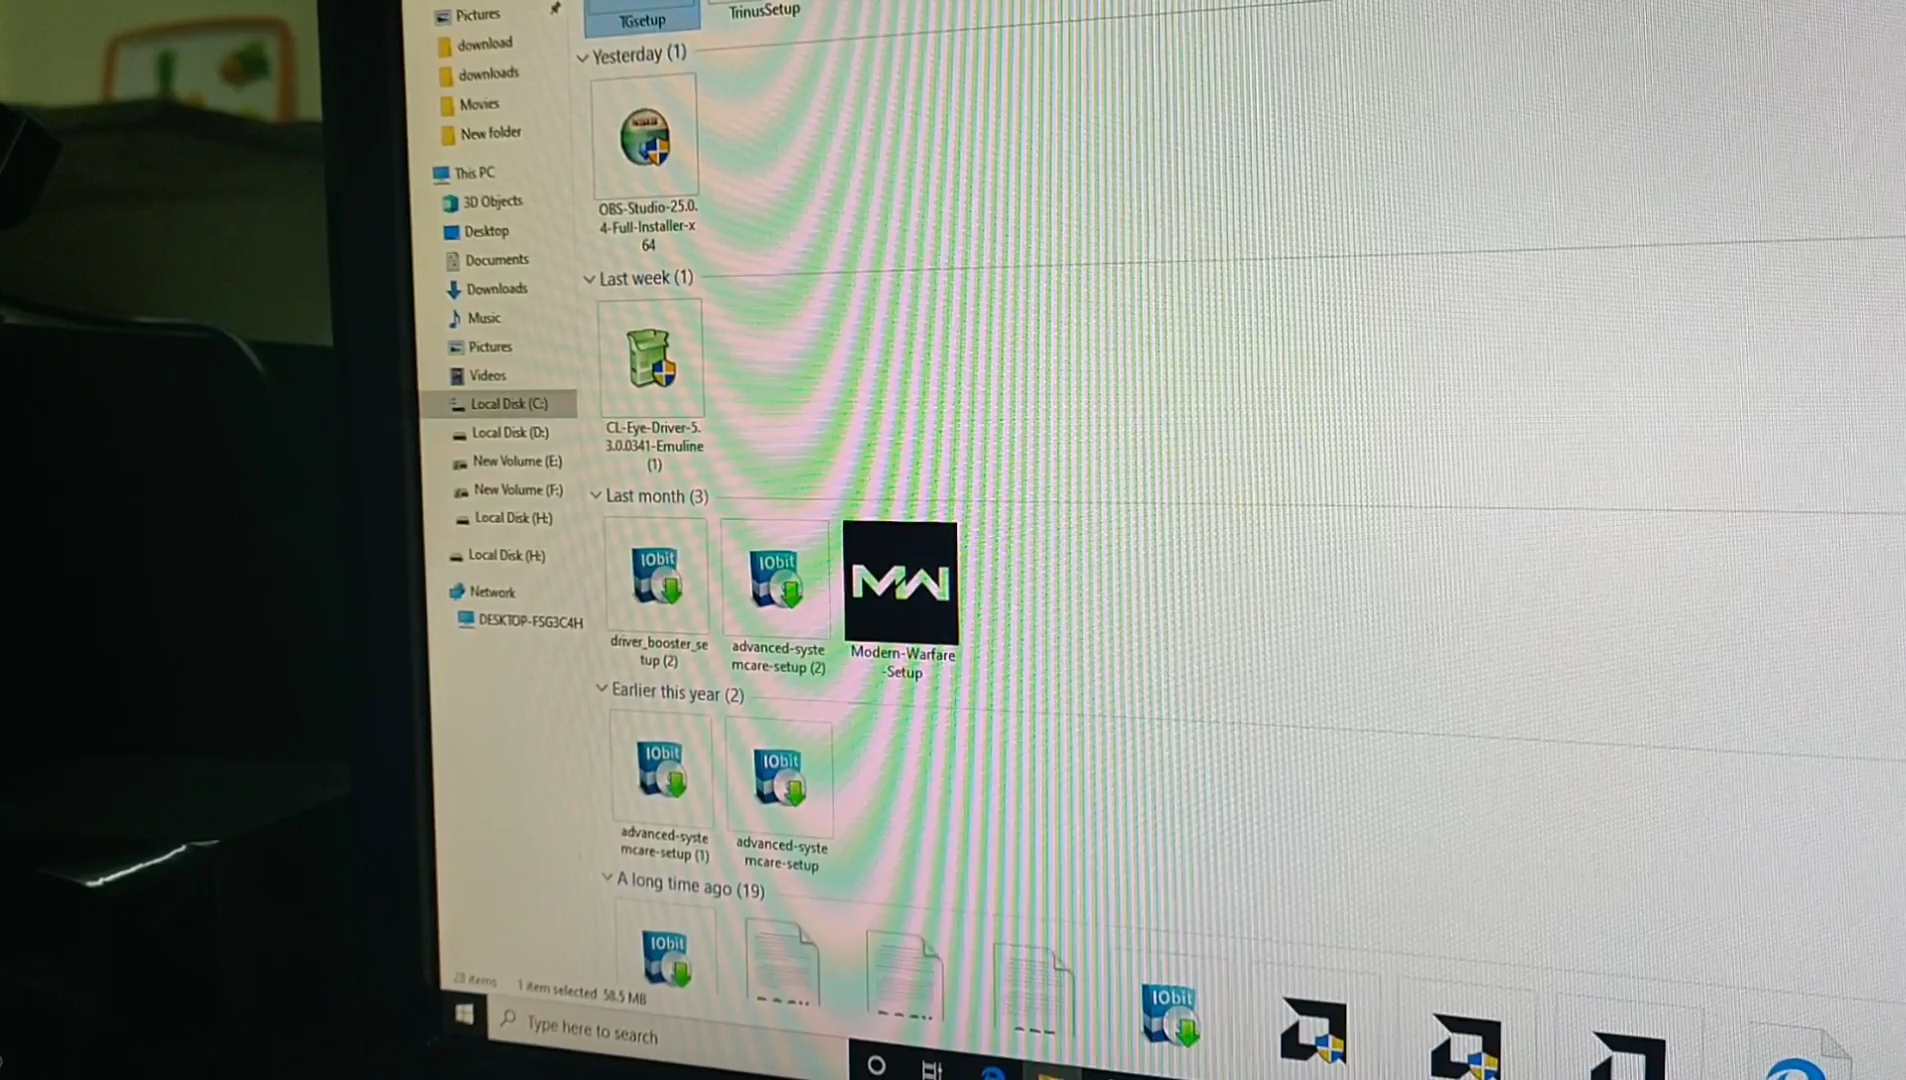 Pictures
download
downloads
Movies
New folder
This PC
3D Objects
Desktop
Documents
Downloads
Music
Pictures
Videos
Local Disk (C:)
Local Disk (D:)
New Volume (E:)
New Volume (F:)
Local Disk (H:)
Local Disk (H:)
Network
DESKTOP-F5G3C4H
TGsetup
TrinusSetup
Yesterday (1)
OBS-Studio-25.0.
4-Full-Installer-x
64
Last week (1)
CL-Eye-Driver-5.
3.0.0341-Emuline
(1)
Last month (3)
IObit
IObit
MW
driver_booster_se
tup (2)
advanced-syste
mcare-setup (2)
Modern-Warfare
-Setup
Earlier this year (2)
IObit
IObit
advanced-syste
mcare-setup (1)
advanced-syste
mcare-setup
A long time ago (19)
IObit
IObit
28 items
1 item selected 58.5 MB
Type here to search